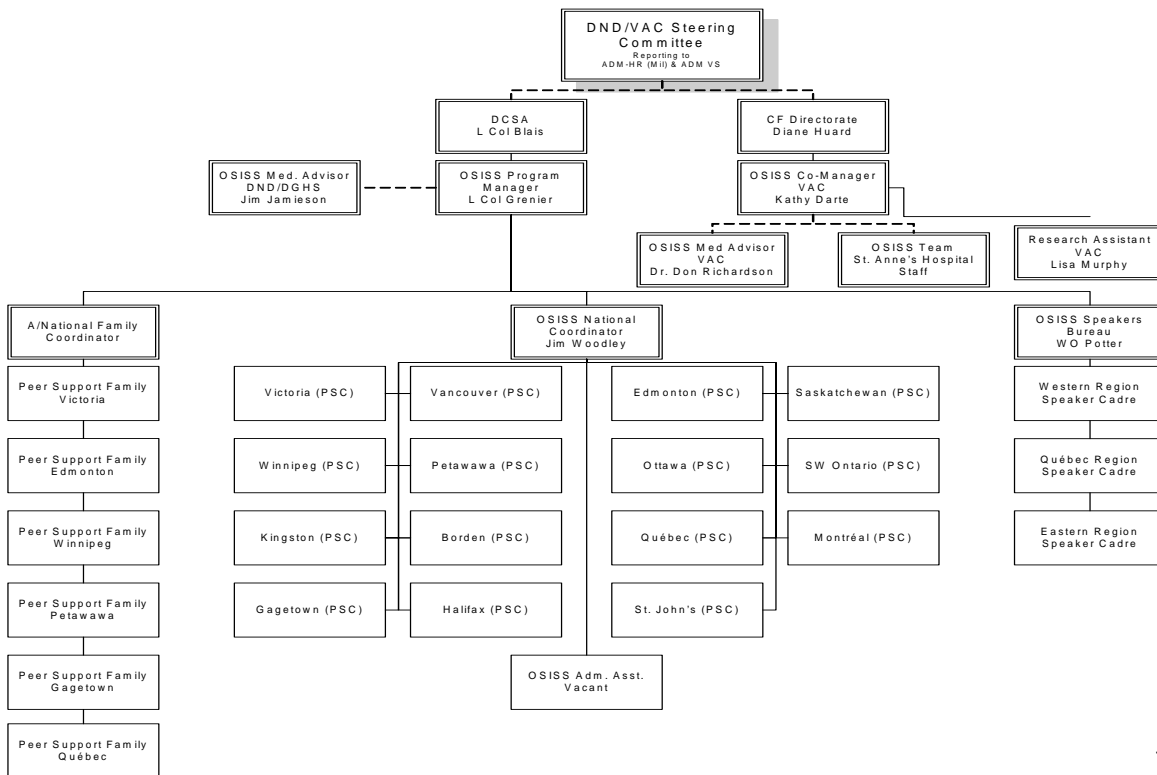 DND/VAC Steering
Committee
Reporting to
ADM-HR (Mil) & ADM VS
DCSA
L Col Blais
CF Directorate
Diane Huard
OSISS Med. Advisor
DND/DGHS
Jim Jamieson
OSISS Program
Manager
L Col Grenier
OSISS Co-Manager
VAC
Kathy Darte
OSISS Med Advisor
VAC
Dr. Don Richardson
OSISS Team
St. Anne's Hospital
Staff
Research Assistant
VAC
Lisa Murphy
A/National Family
Coordinator
OSISS National
Coordinator
Jim Woodley
OSISS Speakers
Bureau
WO Potter
Peer Support Family
Victoria
Victoria (PSC)
Vancouver (PSC)
Edmonton (PSC)
Saskatchewan (PSC)
Western Region
Speaker Cadre
Peer Support Family
Edmonton
Winnipeg (PSC)
Petawawa (PSC)
Ottawa (PSC)
SW Ontario (PSC)
Québec Region
Speaker Cadre
Peer Support Family
Winnipeg
Kingston (PSC)
Borden (PSC)
Québec (PSC)
Montréal (PSC)
Eastern Region
Speaker Cadre
Peer Support Family
Petawawa
Gagetown (PSC)
Halifax (PSC)
St. John's (PSC)
Peer Support Family
Gagetown
OSISS Adm. Asst.
Vacant
Peer Support Family
Québec